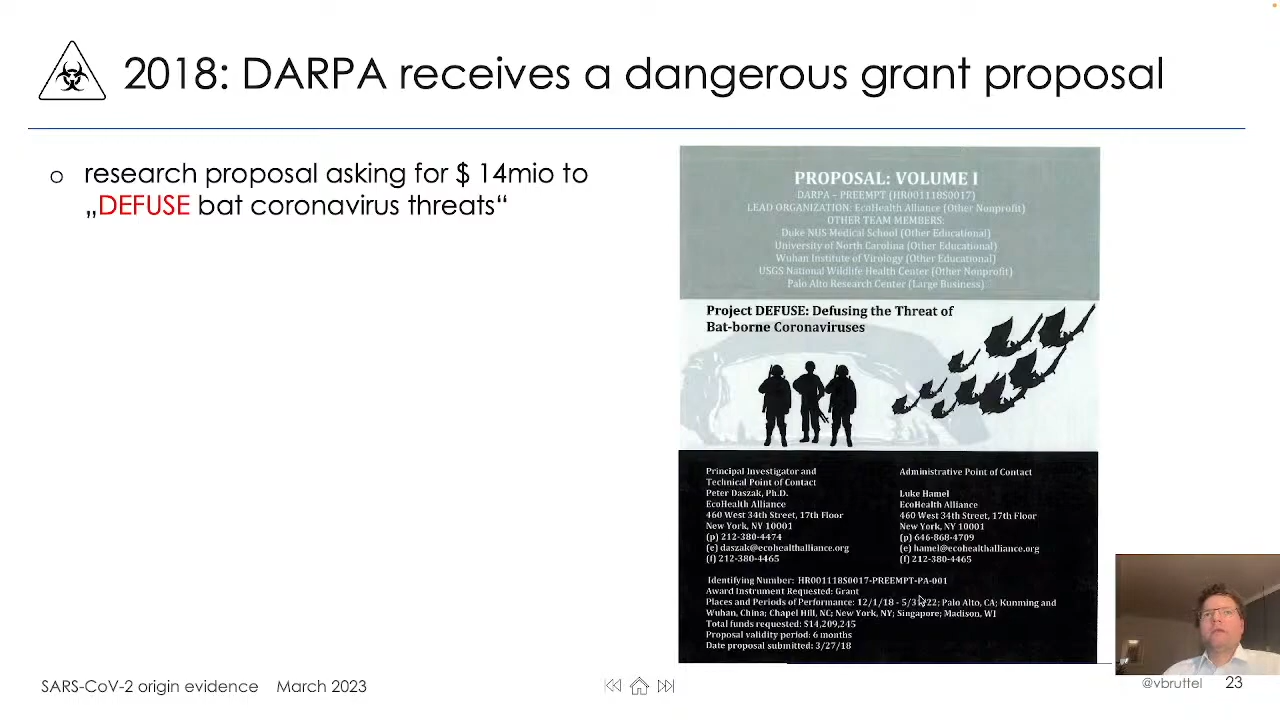 2018: DARPA receives a dangerous grant proposal
o research proposal asking for $ 14mio to
„DEFUSE bat coronavirus threats“
PROPOSAL: VOLUME I
DARPA – PREEMPT (HR001118S0017)
LEAD ORGANIZATION: EcoHealth Alliance (Other Nonprofit)
OTHER TEAM MEMBERS:
Duke NUS Medical School (Other Educational)
University of North Carolina (Other Educational)
Wuhan Institute of Virology (Other Educational)
USGS National Wildlife Health Center (Other Nonprofit)
Palo Alto Research Center (Large Business)
Project DEFUSE: Defusing the Threat of
Bat-borne Coronaviruses
Principal Investigator and
Technical Point of Contact
Peter Daszak, Ph.D.
EcoHealth Alliance
460 West 34th Street, 17th Floor
New York, NY 10001
(p) 212-380-4474
(e) daszak@ecohealthalliance.org
(f) 212-380-4465
Administrative Point of Contact
Luke Hamel
EcoHealth Alliance
460 West 34th Street, 17th Floor
New York, NY 10001
(p) 646-868-4709
(e) hamel@ecohealthalliance.org
(f) 212-380-4465
Identifying Number: HR001118S0017-PREEMPT-PA-001
Award Instrument Requested: Grant
Places and Periods of Performance: 12/1/18 - Palo Alto, CA; Kunming and
Wuhan, China; Chapel Hill, NC; New York, NY; Singapore; Madison, WI
Total funds requested: $14,209,245
Proposal validity period: 6 months
Date proposal submitted: 3/27/18
SARS-CoV-2 origin evidence March 2023
@vbruttel 23